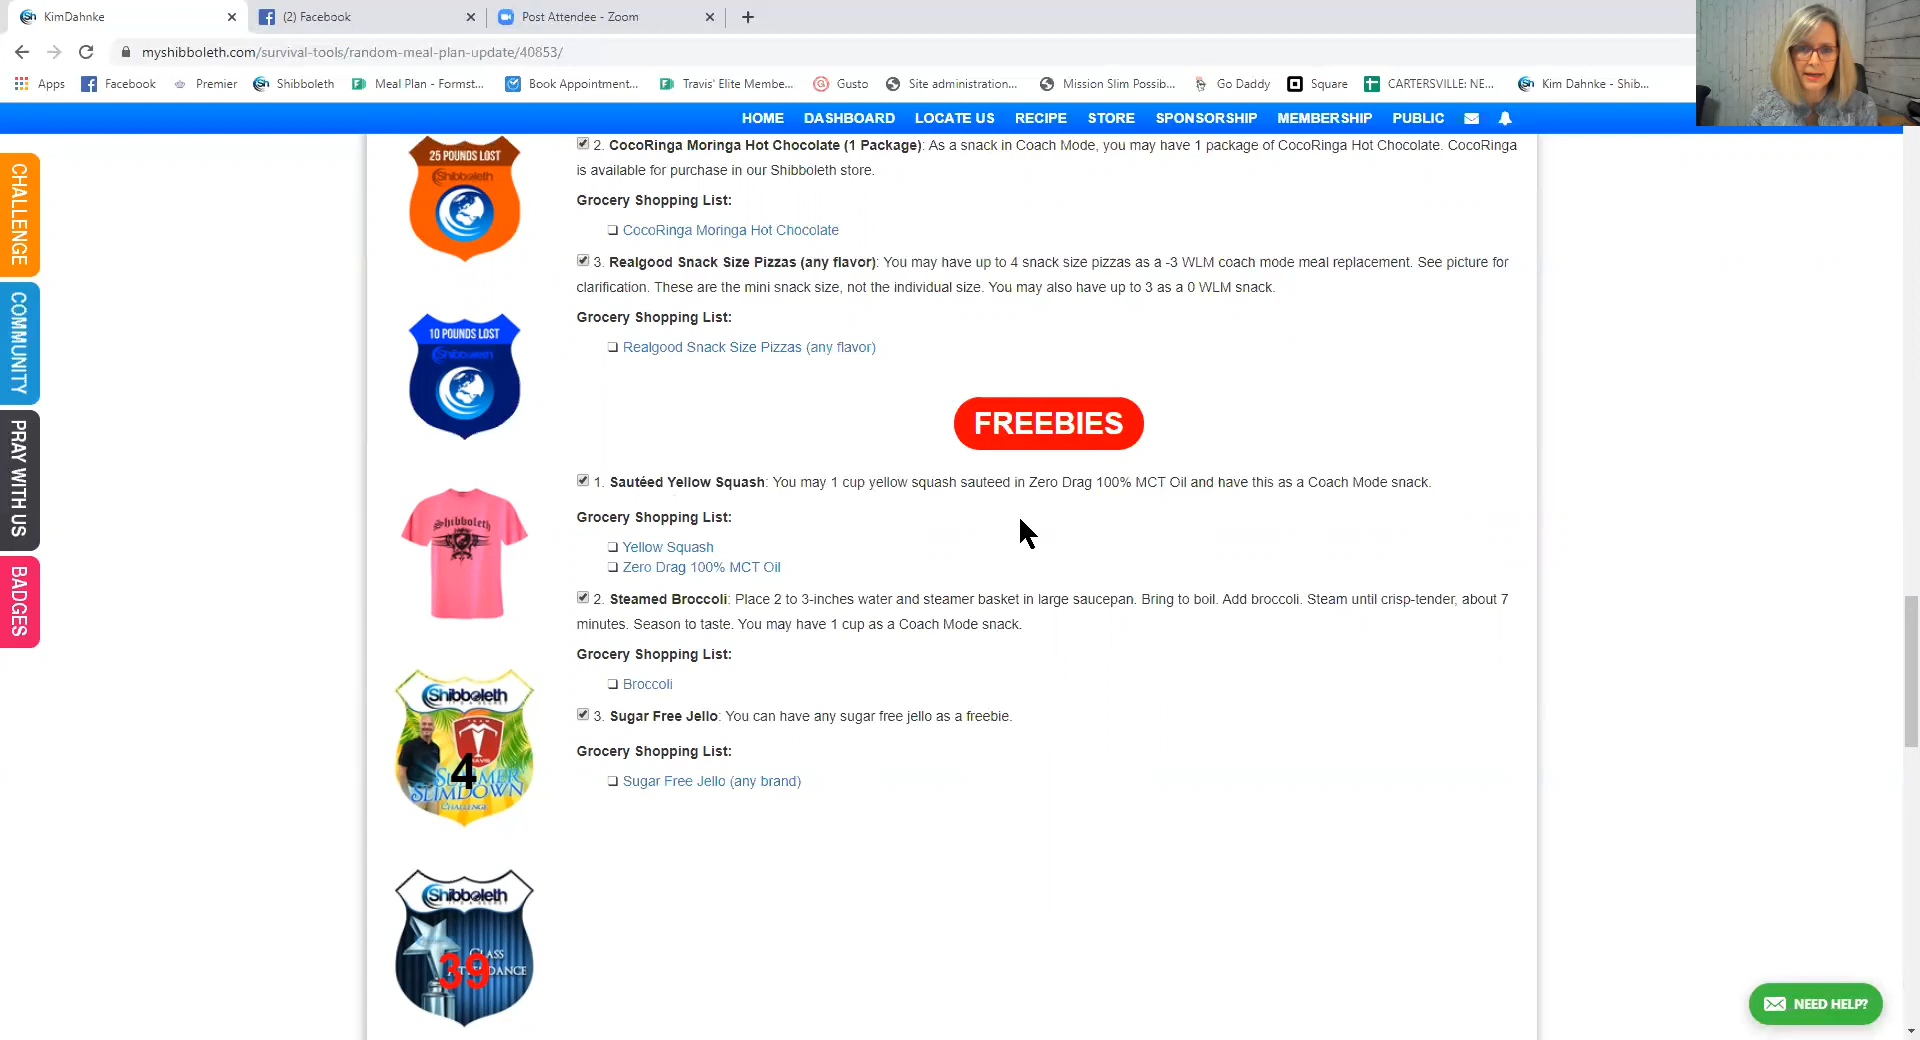 KimDahnke
(2) Facebook
Post Attendee - Zoom
myshibboleth.com/survival-tools/random-meal-plan-update/40853/
Apps
Facebook
Premier
Shibboleth
Meal Plan - Formst...
Book Appointment...
Travis' Elite Membe...
Gusto
Site administration...
Mission Slim Possib...
Go Daddy
Square
CARTERSVILLE: NE...
Kim Dahnke - Shib...
HOME DASHBOARD LOCATE US RECIPE STORE SPONSORSHIP MEMBERSHIP PUBLIC
CHALLENGE
COMMUNITY
PRAY WITH US
BADGES
25 POUNDS LOST
Shibboleth
10 POUNDS LOST
Shibboleth
Shibboleth
Shibboleth
IT'S A SECRET
4
SUMMER
SLIMDOWN
CHALLENGE
Shibboleth
IT'S A SECRET
CLASS
ATTENDANCE
39
2. CocoRinga Moringa Hot Chocolate (1 Package): As a snack in Coach Mode, you may have 1 package of CocoRinga Hot Chocolate. CocoRinga
is available for purchase in our Shibboleth store.
Grocery Shopping List:
CocoRinga Moringa Hot Chocolate
3. Realgood Snack Size Pizzas (any flavor): You may have up to 4 snack size pizzas as a -3 WLM coach mode meal replacement. See picture for
clarification. These are the mini snack size, not the individual size. You may also have up to 3 as a 0 WLM snack.
Grocery Shopping List:
Realgood Snack Size Pizzas (any flavor)
FREEBIES
1. Sautéed Yellow Squash: You may 1 cup yellow squash sauteed in Zero Drag 100% MCT Oil and have this as a Coach Mode snack.
Grocery Shopping List:
Yellow Squash
Zero Drag 100% MCT Oil
2. Steamed Broccoli: Place 2 to 3-inches water and steamer basket in large saucepan. Bring to boil. Add broccoli. Steam until crisp-tender, about 7
minutes. Season to taste. You may have 1 cup as a Coach Mode snack.
Grocery Shopping List:
Broccoli
3. Sugar Free Jello: You can have any sugar free jello as a freebie.
Grocery Shopping List:
Sugar Free Jello (any brand)
NEED HELP?